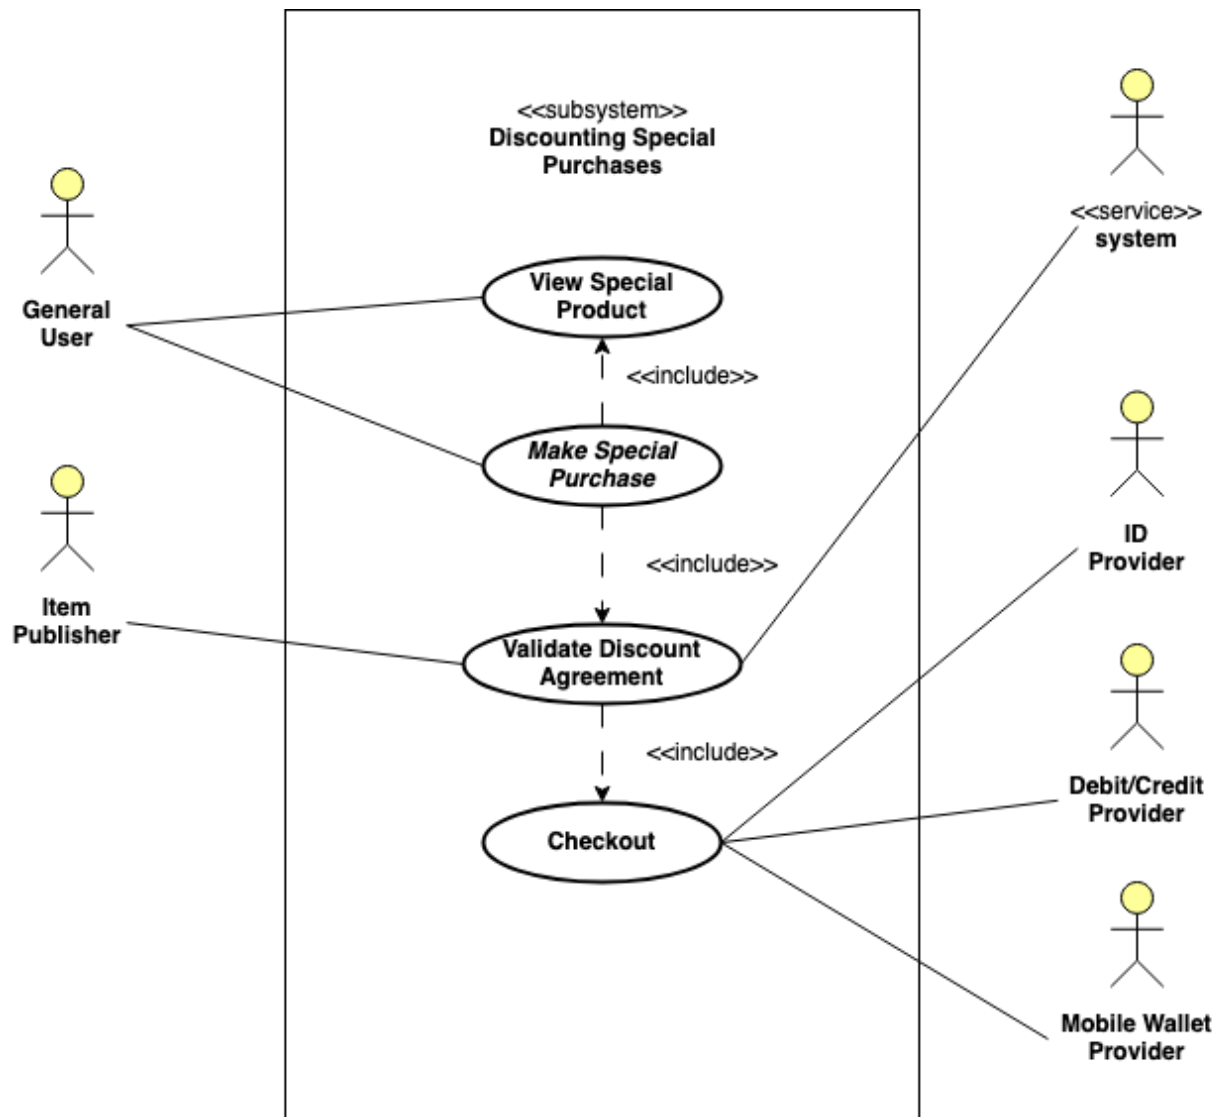 <<subsystem>>
Discounting Special
Purchases
<<service>>
system
General
User
View Special
Product
<<include>>
Make Special
Purchase
ID
Provider
<<include>>
Item
Publisher
Validate Discount
Agreement
<<include>>
Debit/Credit
Provider
Checkout
Mobile Wallet
Provider